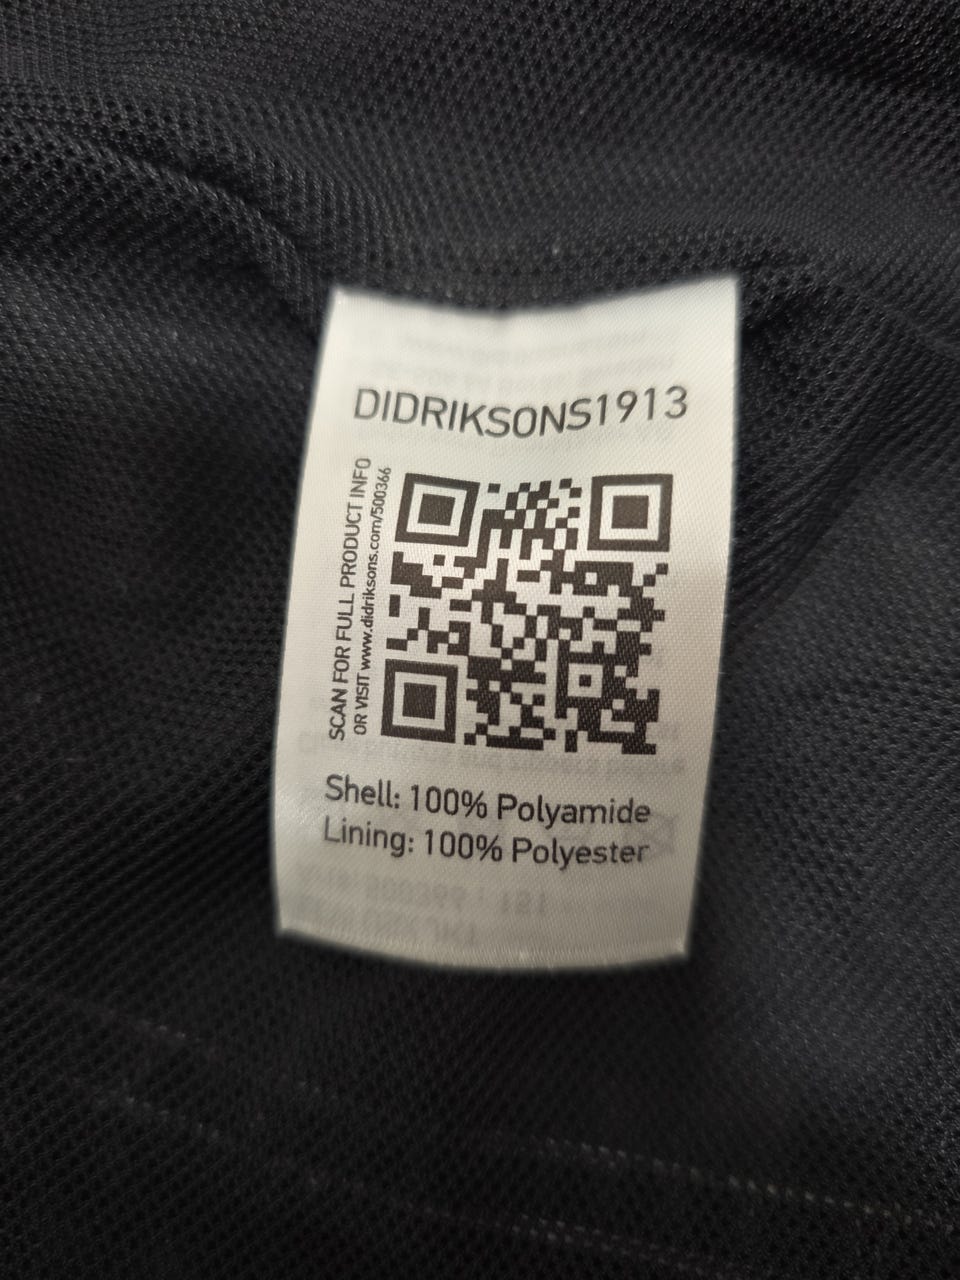 DIDRIKSONS1913
SCAN FOR FULL PRODUCT INFO
OR VISIT www.didriksons.com/500366
Shell: 100% Polyamide
Lining: 100% Polyester